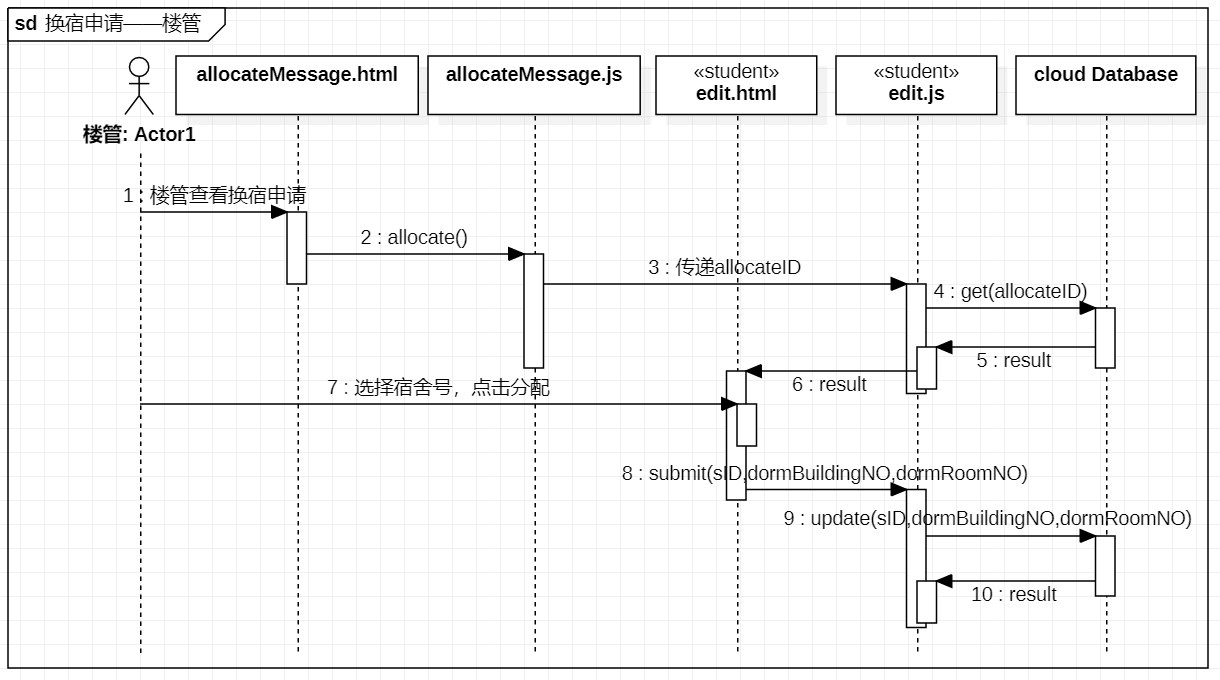 sd 换宿申请——楼管
allocateMessage.html
allocateMessage.js
«student»
edit.html
«student»
edit.js
cloud Database
楼管: Actor1
1 : 楼管查看换宿申请
2 : allocate()
3 : 传递allocateID
4 : get(allocateID)
5 : result
6 : result
7 : 选择宿舍号，点击分配
8 : submit(sID,dormBuildingNO,dormRoomNO)
9 : update(sID,dormBuildingNO,dormRoomNO)
10 : result